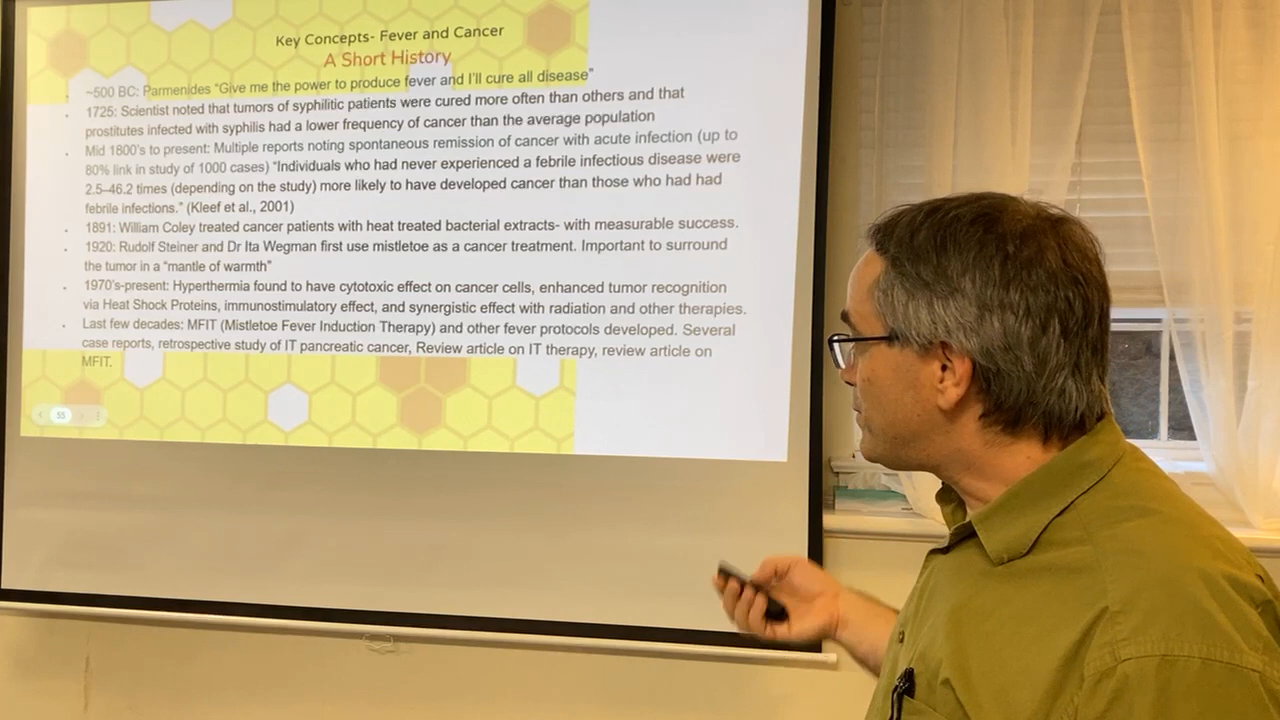 Key Concepts- Fever and Cancer
A Short History
~500 BC: Parmenides "Give me the power to produce fever and I'll cure all disease"
1725: Scientist noted that tumors of syphilitic patients were cured more often than others and that
prostitutes infected with syphilis had a lower frequency of cancer than the average population
Mid 1800's to present: Multiple reports noting spontaneous remission of cancer with acute infection (up to
80% link in study of 1000 cases) "Individuals who had never experienced a febrile infectious disease were
2.5–46.2 times (depending on the study) more likely to have developed cancer than those who had had
febrile infections." (Kleef et al., 2001)
1891: William Coley treated cancer patients with heat treated bacterial extracts- with measurable success.
1920: Rudolf Steiner and Dr Ita Wegman first use mistletoe as a cancer treatment. Important to surround
the tumor in a "mantle of warmth"
1970's-present: Hyperthermia found to have cytotoxic effect on cancer cells, enhanced tumor recognition
via Heat Shock Proteins, immunostimulatory effect, and synergistic effect with radiation and other therapies.
Last few decades: MFIT (Mistletoe Fever Induction Therapy) and other fever protocols developed. Several
case reports, retrospective study of IT pancreatic cancer, Review article on IT therapy, review article on
MFIT.
55